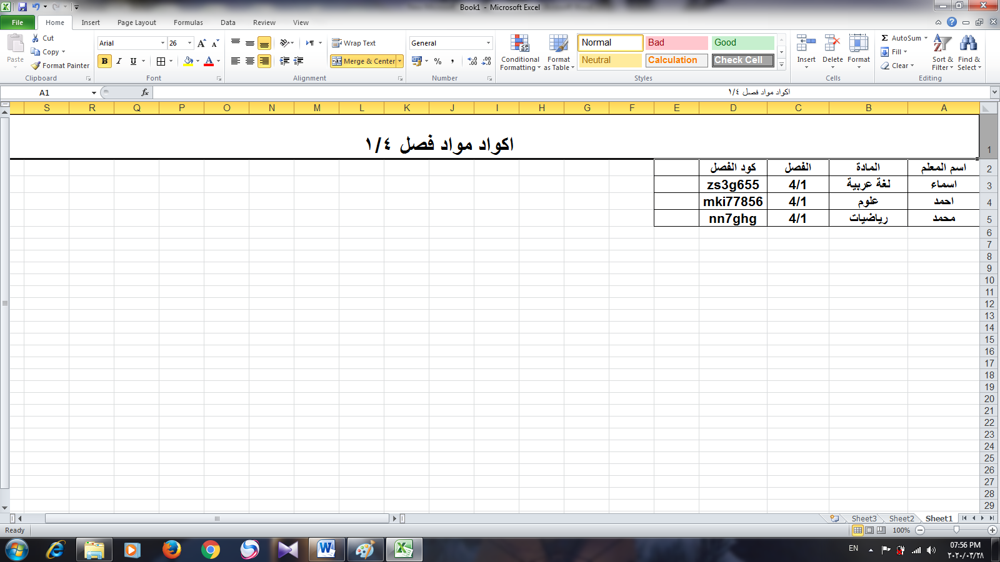 Book1 - Microsoft Excel
File Home Insert Page Layout Formulas Data Review View
Paste Cut Copy Format Painter Clipboard
Arial 26 B I U Font
Wrap Text Merge & Center Alignment
General % , Number
Conditional Formatting Format as Table
Normal Bad Good
Neutral Calculation Check Cell
Styles
Insert Delete Format Cells
AutoSum Fill Clear Sort & Filter Find & Select Editing
A1 fx اكواد مواد فصل ٤/١
S R Q P O N M L K J I H G F E D C B A
اكواد مواد فصل ٤/١ 1
اسم المعلم المادة الفصل كود الفصل 2
اسماء لغة عربية 4/1 zs3g655 3
احمد علوم 4/1 mki77856 4
محمد رياضيات 4/1 nn7ghg 5
6
7
8
9
10
11
12
13
14
15
16
17
18
19
20
21
22
23
24
25
26
27
28
29
Sheet3 Sheet2 Sheet1
Ready 100%
EN 07:56 PM
٢٠٢٠/٠٣/٢٨